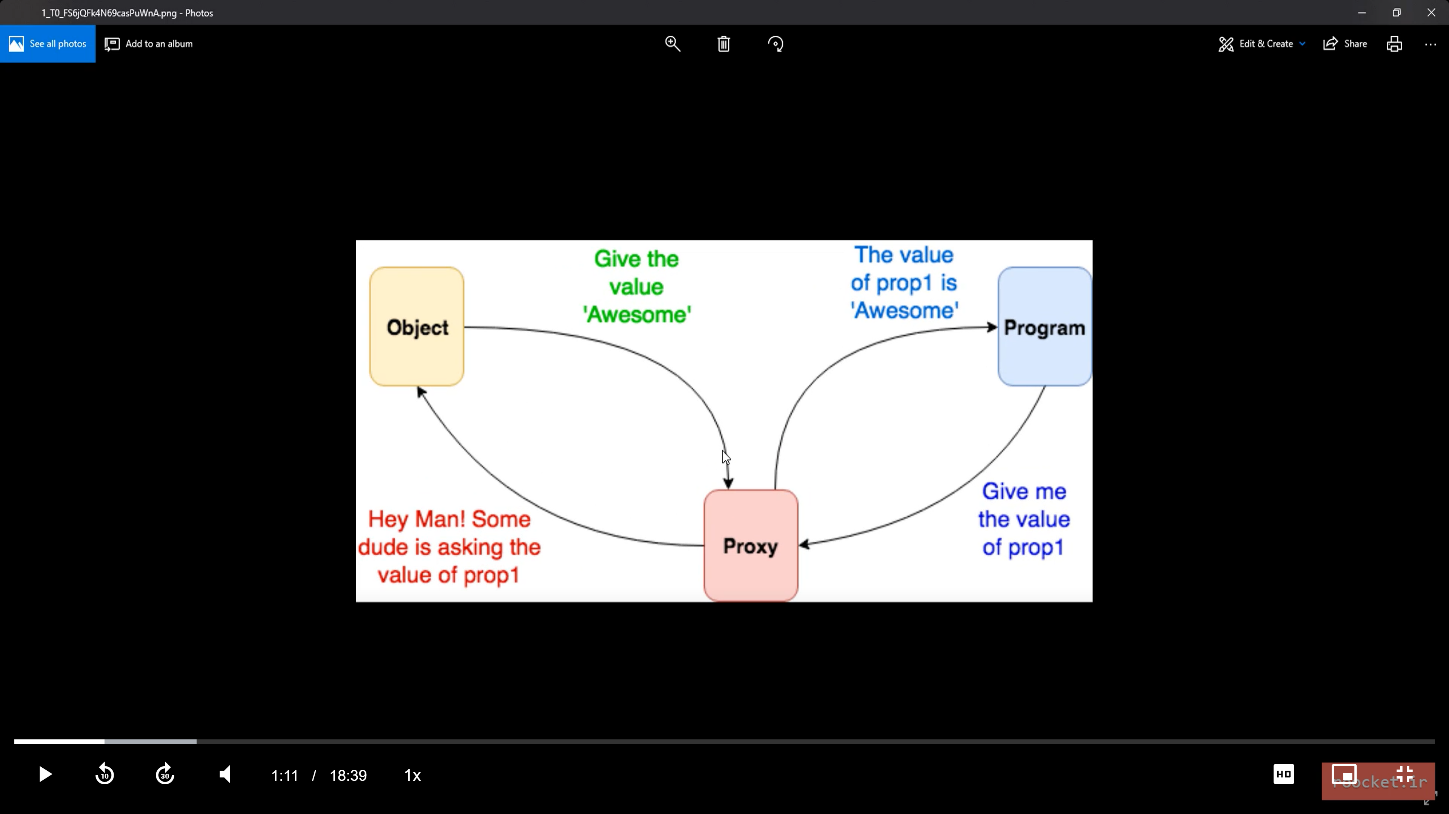 1_T0_FS6jQFk4N69casPuWnA.png - Photos
See all photos
Add to an album
Edit & Create
Share
Give the
value
'Awesome'
The value
of prop1 is
'Awesome'
Object
Program
Give me
the value
of prop1
Hey Man! Some
dude is asking the
value of prop1
Proxy
10
30
1:11 / 18:39
1x
HD